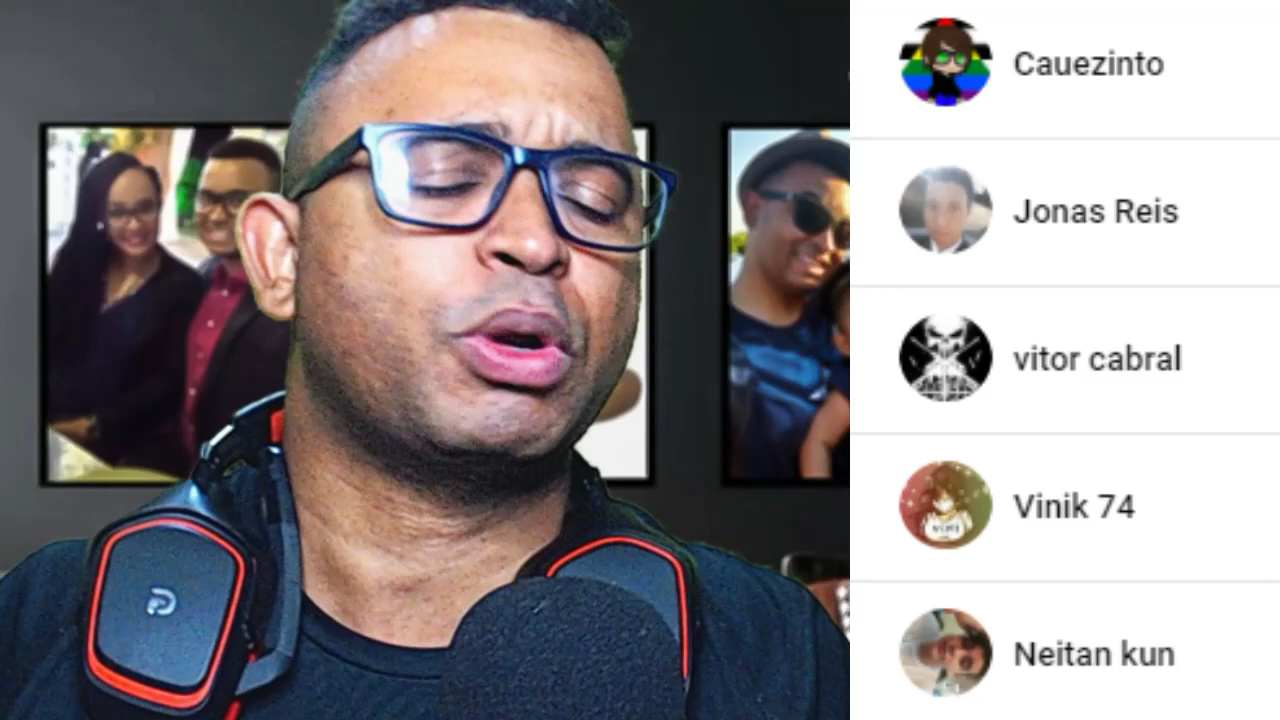 Cauezinto
Jonas Reis
vitor cabral
Vinik 74
Neitan kun